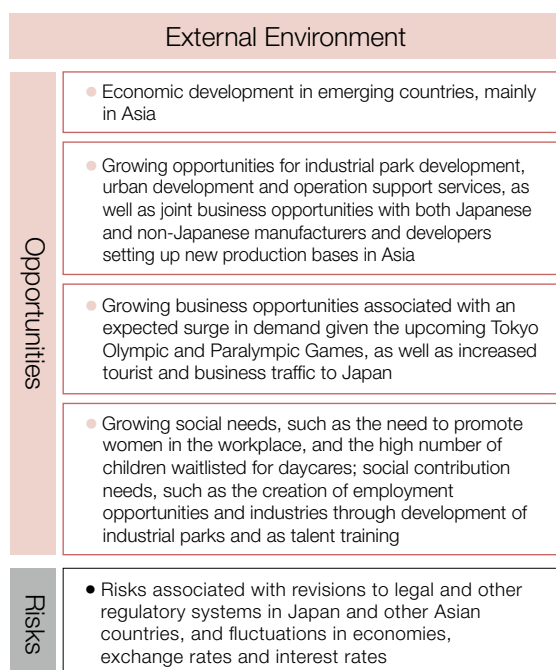 External Environment
Opportunities
● Economic development in emerging countries, mainly
in Asia
● Growing opportunities for industrial park development,
urban development and operation support services, as
well as joint business opportunities with both Japanese
and non-Japanese manufacturers and developers
setting up new production bases in Asia
● Growing business opportunities associated with an
expected surge in demand given the upcoming Tokyo
Olympic and Paralympic Games, as well as increased
tourist and business traffic to Japan
● Growing social needs, such as the need to promote
women in the workplace, and the high number of
children waitlisted for daycares; social contribution
needs, such as the creation of employment
opportunities and industries through development of
industrial parks and as talent training
Risks
● Risks associated with revisions to legal and other
regulatory systems in Japan and other Asian
countries, and fluctuations in economies,
exchange rates and interest rates